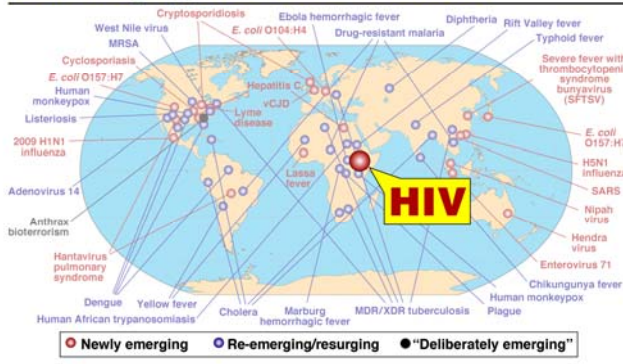 Cryptosporidiosis
West Nile virus
MRSA
Cyclosporiasis
E. coli O157:H7
Human
monkeypox
Listeriosis
2009 H1N1
influenza
Adenovirus 14
Anthrax
bioterrorism
Hantavirus
pulmonary
syndrome
Dengue
Yellow fever
Human African trypanosomiasis
Cholera
Marburg
hemorrhagic fever
MDR/XDR tuberculosis
Plague
Human monkeypox
Chikungunya fever
Enterovirus 71
Hendra
virus
Nipah virus
SARS
H5N1
influenza
E. coli
O157:H7
Severe fever with
thrombocytopenia
syndrome
bunyavirus
(SFTSV)
Typhoid fever
Rift Valley fever
Diphtheria
Drug-resistant malaria
Ebola hemorrhagic fever
E. coli O104:H4
Hepatitis C
vCJD
Lyme
disease
Lassa
fever
HIV
Newly emerging
Re-emerging/resurging
"Deliberately emerging"